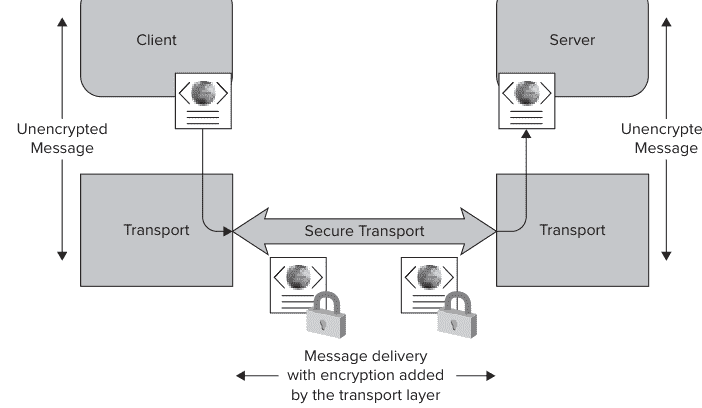 Client
Server
Unencrypted
Message
Unencrypte
Message
Transport
Secure Transport
Transport
Message delivery
with encryption added
by the transport layer